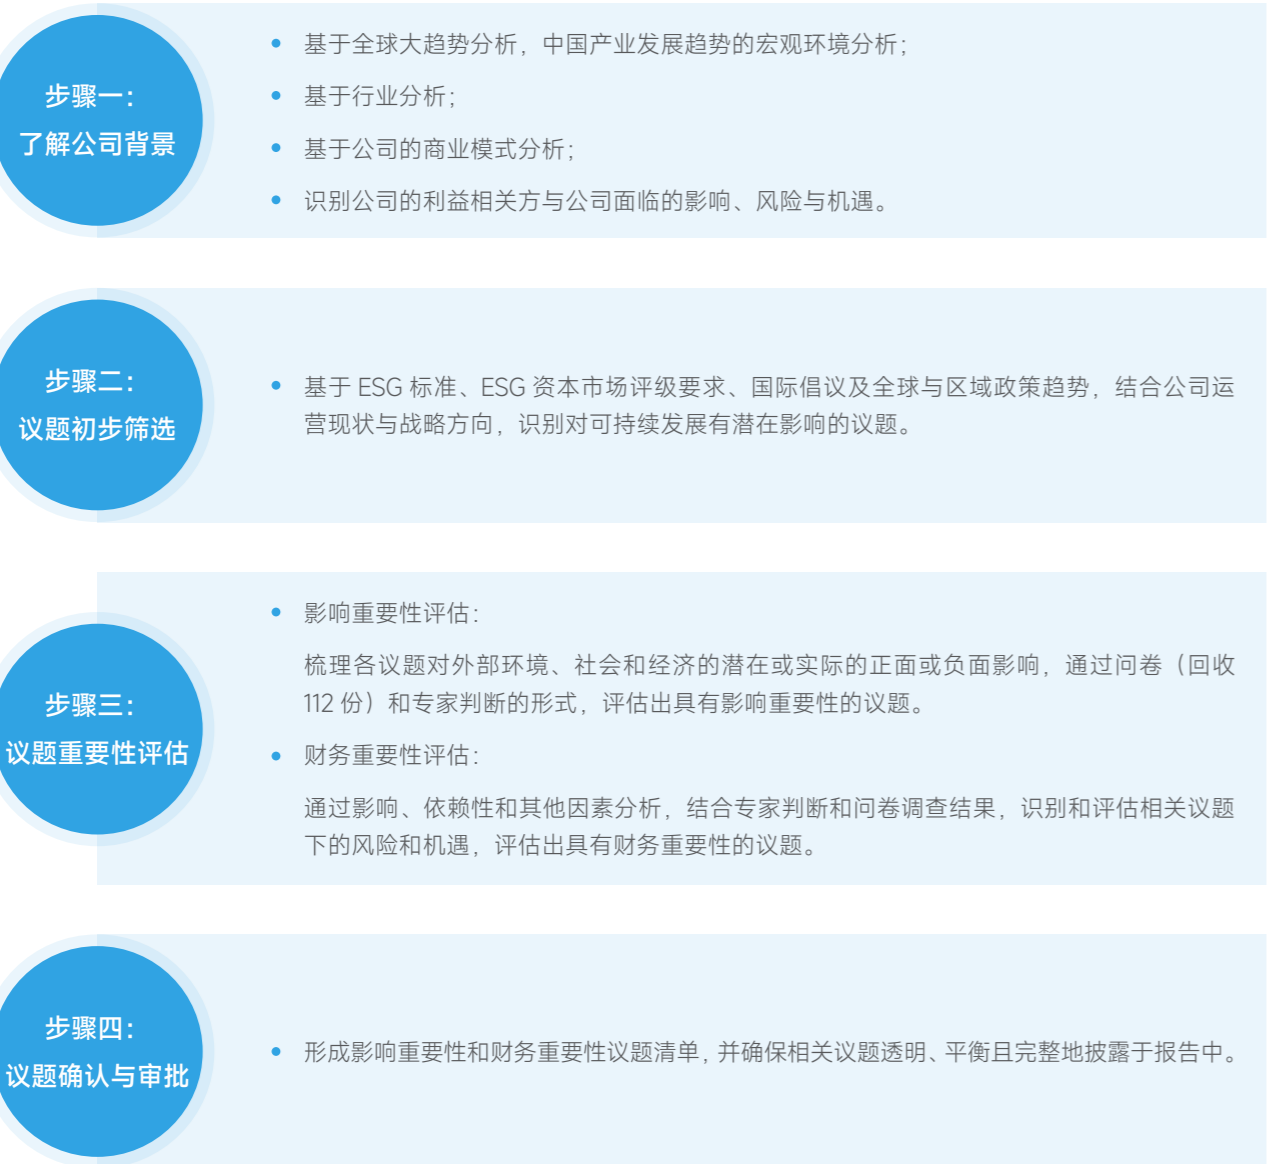 步骤一：
了解公司背景
基于全球大趋势分析，中国产业发展趋势的宏观环境分析；
基于行业分析；
基于公司的商业模式分析；
识别公司的利益相关方与公司面临的影响、风险与机遇。
步骤二：
议题初步筛选
基于 ESG 标准、ESG 资本市场评级要求、国际倡议及全球与区域政策趋势，结合公司运
营现状与战略方向，识别对可持续发展有潜在影响的议题。
步骤三：
议题重要性评估
影响重要性评估：
梳理各议题对外部环境、社会和经济的潜在或实际的正面或负面影响，通过问卷（回收
112 份）和专家判断的形式，评估出具有影响重要性的议题。
财务重要性评估：
通过影响、依赖性和其他因素分析，结合专家判断和问卷调查结果，识别和评估相关议题
下的风险和机遇，评估出具有财务重要性的议题。
步骤四：
议题确认与审批
形成影响重要性和财务重要性议题清单，并确保相关议题透明、平衡且完整地披露于报告中。